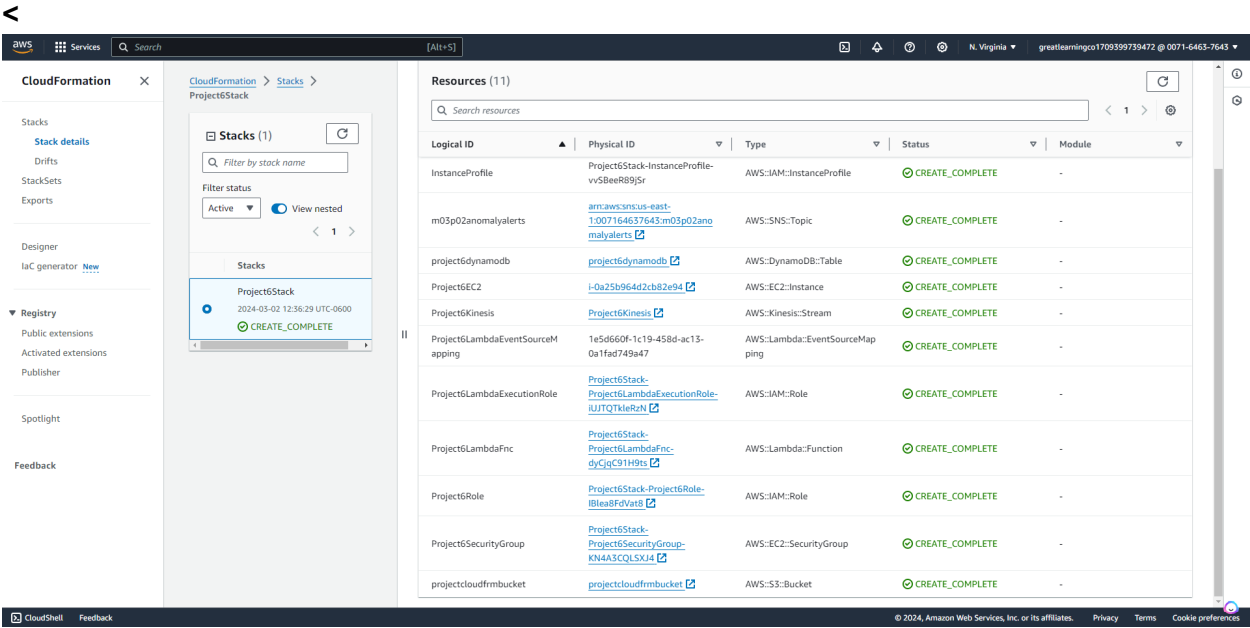 <
aws
Services
Search
[Alt+S]
N. Virginia ▼
greatlearningco1709399739472 @ 0071-6463-7643 ▼
CloudFormation
Stacks
Stack details
Drifts
StackSets
Exports
Designer
IaC generator New
Registry
Public extensions
Activated extensions
Publisher
Spotlight
Feedback
CloudFormation > Stacks >
Project6Stack
Stacks (1)
Filter by stack name
Filter status
Active
View nested
< 1 >
Stacks
Project6Stack
2024-03-02 12:36:29 UTC-0600
CREATE_COMPLETE
Resources (11)
Search resources
< 1 >
Logical ID
Physical ID
Type
Status
Module
InstanceProfile
Project6Stack-InstanceProfile-
vvSBeeR89jSr
AWS::IAM::InstanceProfile
CREATE_COMPLETE
-
m03p02anomalyalerts
arn:aws:sns:us-east-
1:007164637643:m03p02ano
malyalerts
AWS::SNS::Topic
CREATE_COMPLETE
-
project6dynamodb
project6dynamodb
AWS::DynamoDB::Table
CREATE_COMPLETE
-
Project6EC2
i-0a25b964d2cb82e94
AWS::EC2::Instance
CREATE_COMPLETE
-
Project6Kinesis
Project6Kinesis
AWS::Kinesis::Stream
CREATE_COMPLETE
-
Project6LambdaEventSourceM
apping
1e5d660f-1c19-458d-ac13-
0a1fad749a47
AWS::Lambda::EventSourceMap
ping
CREATE_COMPLETE
-
Project6LambdaExecutionRole
Project6Stack-
Project6LambdaExecutionRole-
iUJTQTkleRzN
AWS::IAM::Role
CREATE_COMPLETE
-
Project6LambdaFnc
Project6Stack-
Project6LambdaFnc-
dyCjqC91H9ts
AWS::Lambda::Function
CREATE_COMPLETE
-
Project6Role
Project6Stack-Project6Role-
IBlea8FdVat8
AWS::IAM::Role
CREATE_COMPLETE
-
Project6SecurityGroup
Project6Stack-
Project6SecurityGroup-
KN4A3CQLSXJ4
AWS::EC2::SecurityGroup
CREATE_COMPLETE
-
projectcloudfrmbucket
projectcloudfrmbucket
AWS::S3::Bucket
CREATE_COMPLETE
-
CloudShell
Feedback
© 2024, Amazon Web Services, Inc. or its affiliates.
Privacy
Terms
Cookie preferences